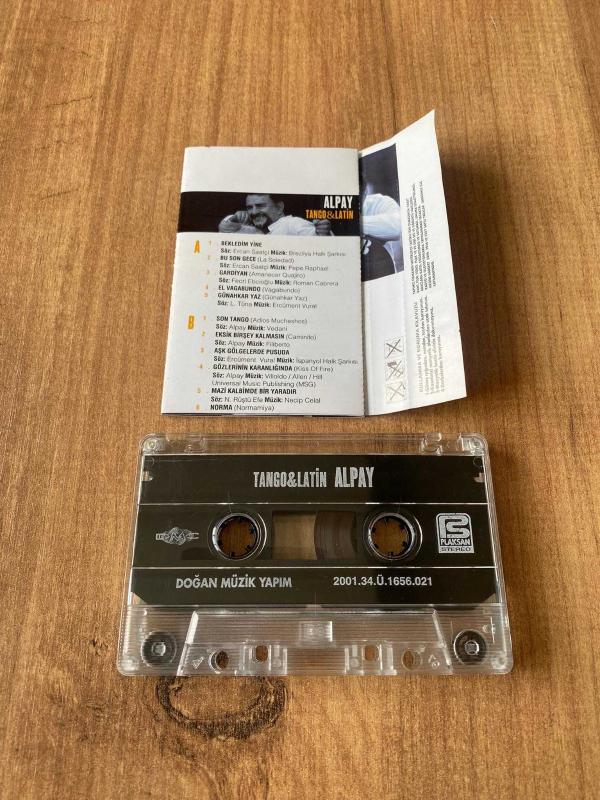 ALPAY
TANGO&LATİN
A
1 BEKLEDİM YİNE
Söz: Ercan Saatçi Müzik: Brezilya Halk Şarkısı
2 BU SON GECE (La Soledad)
Söz: Ercan Saatçi Müzik: Pepe Raphael
3 GARDİYAN (Amanecer Quajiro)
Söz: Fecri Ebcioğlu Müzik: Roman Cabrera
4 EL VAGABUNDO (Vagabundo)
5 GÜNAHKAR YAZ (Günahkar Yaz)
Söz: L. Tüna Müzik: Ercüment Vural
B
1 SON TANGO (Adios Mucheshos)
Söz: Alpay Müzik: Vedani
2 EKSİK BİRŞEY KALMASIN (Caminito)
Söz: Alpay Müzik: Filiberto
3 AŞK GÖLGELERDE PUSUDA
Söz: Ercüment. Vural Müzik: İspanyol Halk Şarkısı
4 GÖZLERİNİN KARANLIĞINDA (Kiss Of Fire)
Söz: Alpay Müzik: Villoldo / Allen / Hill
Universal Music Publishing (MSG)
5 MAZİ KALBİMDE BİR YARADIR
Söz: N. Rüştü Efe Müzik: Necip Celal
6 NORMA (Normamiya)
TANGO&LATİN ALPAY
PLAKSAN
STEREO
DOĞAN MÜZİK YAPIM 2001.34.Ü.1656.021